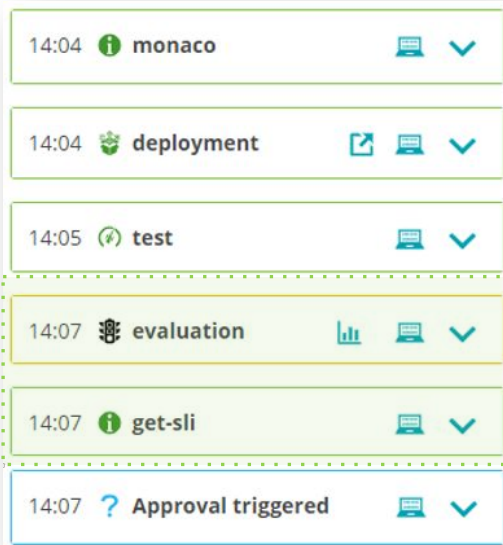 14:04 monaco
14:04 deployment
14:05 test
14:07 evaluation
14:07 get-sli
14:07 ? Approval triggered